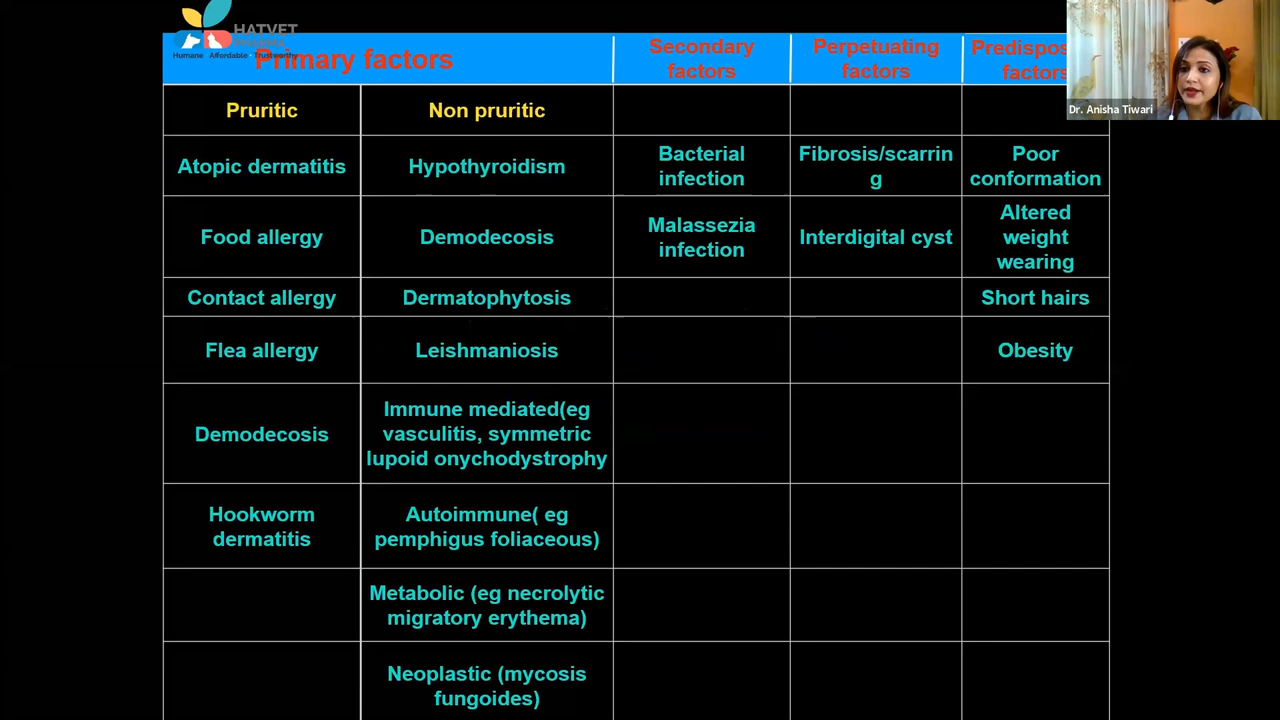 HATVET
Humane Affordable Trustworthy
Primary factors
Secondary
factors
Perpetuating
factors
factors
Dr. Anisha Tiwari
Pruritic
Non pruritic
Atopic dermatitis
Hypothyroidism
Bacterial
infection
Fibrosis/scarrin
g
Poor
conformation
Food allergy
Demodecosis
Malassezia
infection
Interdigital cyst
Altered
weight
wearing
Contact allergy
Dermatophytosis
Short hairs
Flea allergy
Leishmaniosis
Obesity
Demodecosis
Immune mediated(eg
vasculitis, symmetric
lupoid onychodystrophy
Hookworm
dermatitis
Autoimmune( eg
pemphigus foliaceous)
Metabolic (eg necrolytic
migratory erythema)
Neoplastic (mycosis
fungoides)